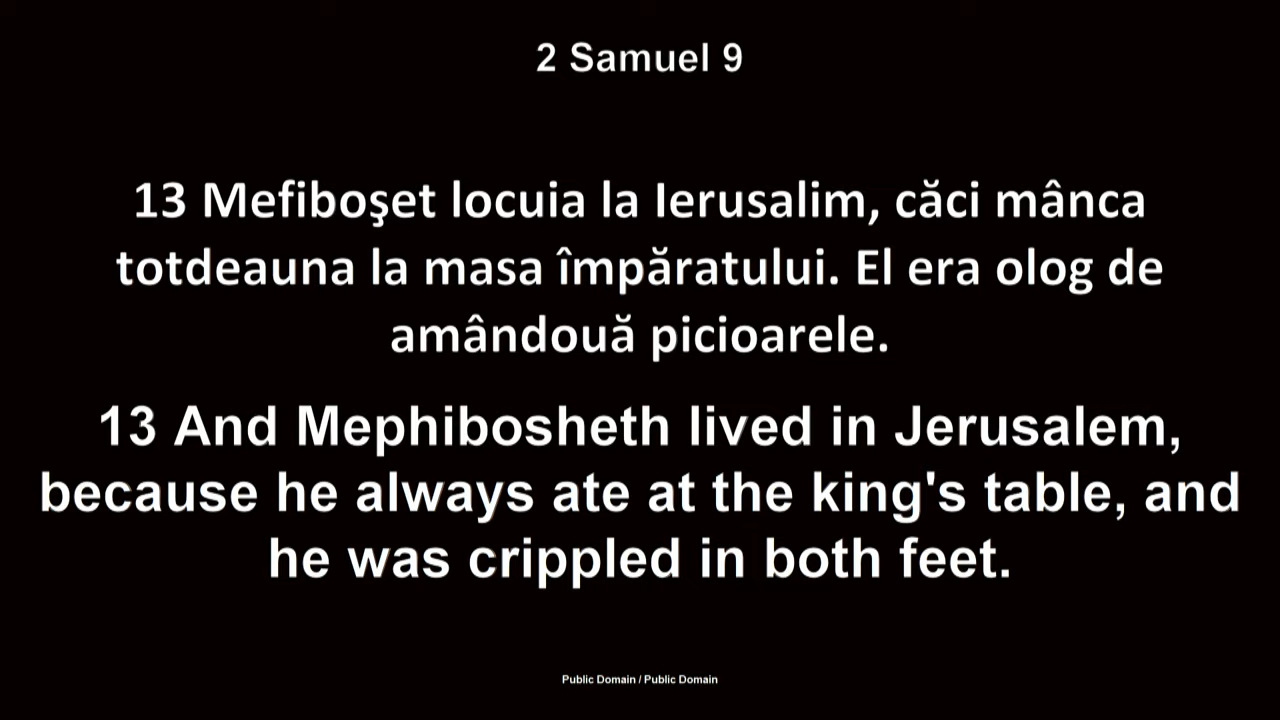 2 Samuel 9
13 Mefiboşet locuia la Ierusalim, căci mânca
totdeauna la masa împăratului. El era olog de
amândouă picioarele.
13 And Mephibosheth lived in Jerusalem,
because he always ate at the king's table, and
he was crippled in both feet.
Public Domain / Public Domain